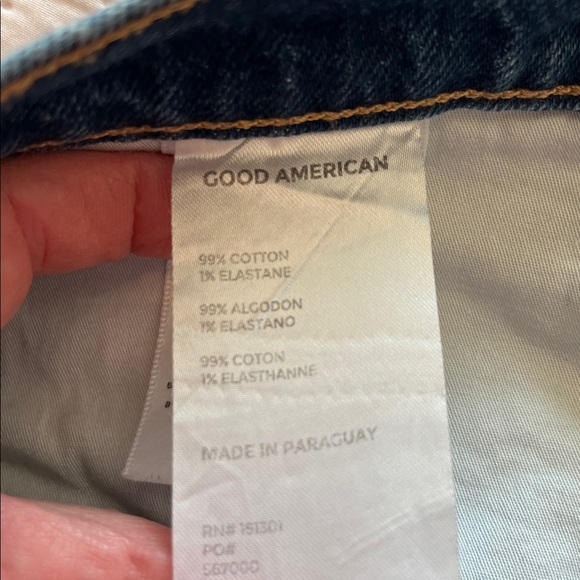 GOOD AMERICAN
99% COTTON
1% ELASTANE
99% ALGODON
1% ELASTANO
99% COTON
1% ELASTHANNE
MADE IN PARAGUAY
RN# 151301
PO#
567000